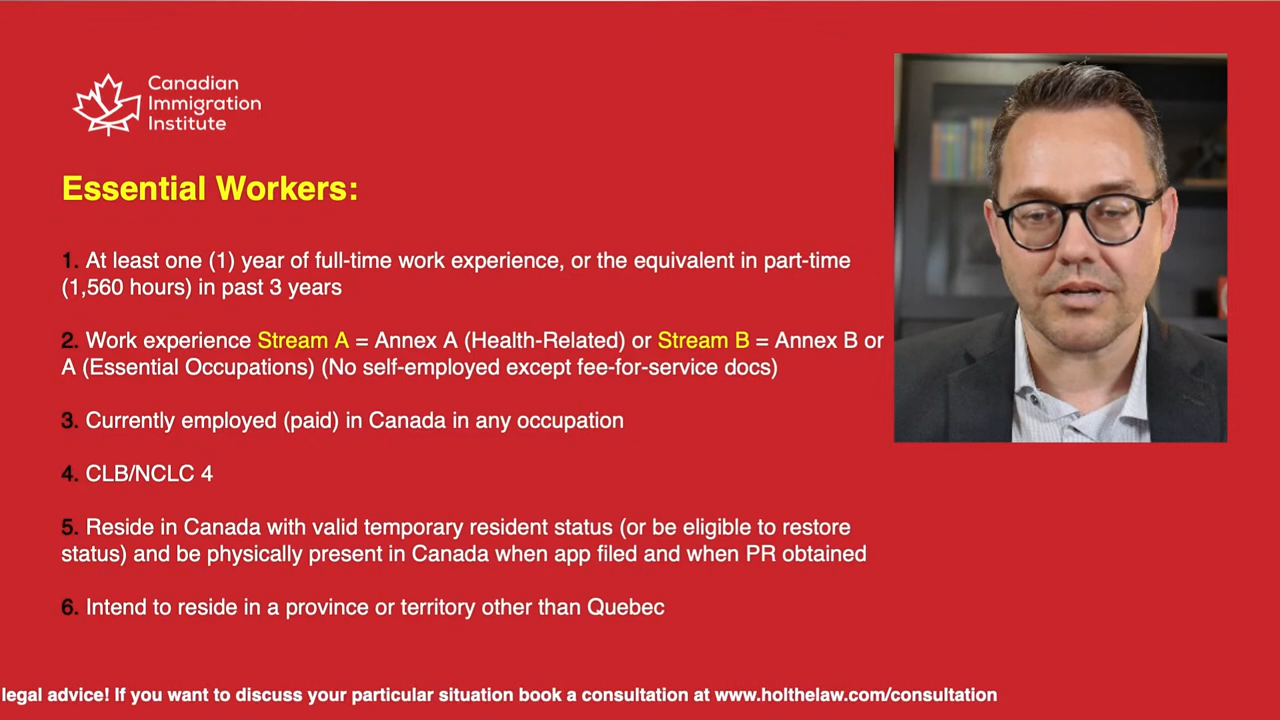 Canadian
Immigration
Institute
Essential Workers:
1. At least one (1) year of full-time work experience, or the equivalent in part-time
(1,560 hours) in past 3 years
2. Work experience Stream A = Annex A (Health-Related) or Stream B = Annex B or
A (Essential Occupations) (No self-employed except fee-for-service docs)
3. Currently employed (paid) in Canada in any occupation
4. CLB/NCLC 4
5. Reside in Canada with valid temporary resident status (or be eligible to restore
status) and be physically present in Canada when app filed and when PR obtained
6. Intend to reside in a province or territory other than Quebec
legal advice! If you want to discuss your particular situation book a consultation at www.holthelaw.com/consultation